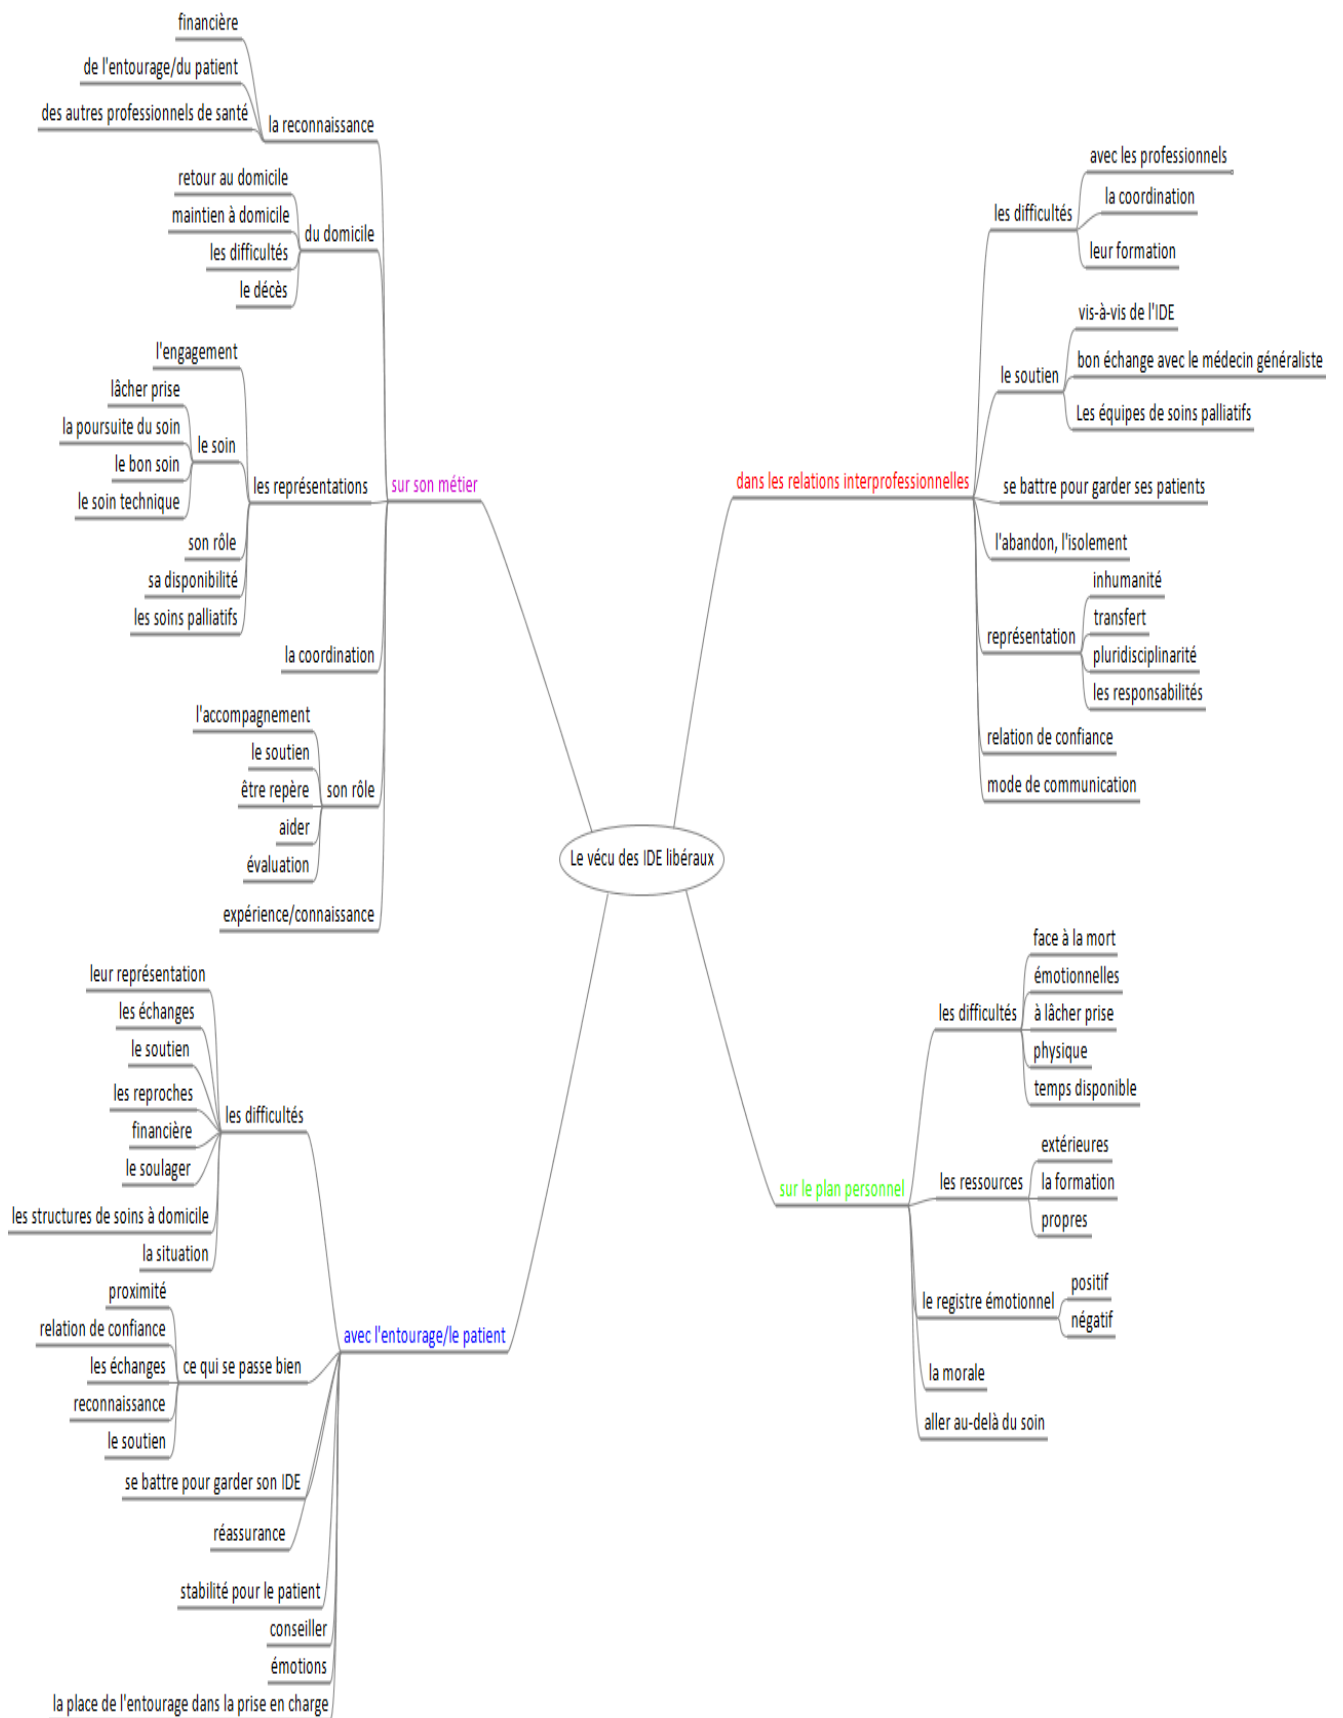 financière
de l'entourage/du patient
des autres professionnels de santé
la reconnaissance
retour au domicile
maintien à domicile
du domicile
les difficultés
le décès
l'engagement
lâcher prise
la poursuite du soin
le soin
le bon soin
le soin technique
les représentations
son rôle
sa disponibilité
les soins palliatifs
sur son métier
la coordination
l'accompagnement
le soutien
être repère
son rôle
aider
évaluation
expérience/connaissance
avec les professionnels
la coordination
les difficultés
leur formation
vis-à-vis de l'IDE
bon échange avec le médecin généraliste
le soutien
Les équipes de soins palliatifs
dans les relations interprofessionnelles
se battre pour garder ses patients
l'abandon, l'isolement
inhumanité
transfert
représentation
pluridisciplinarité
les responsabilités
relation de confiance
mode de communication
Le vécu des IDE libéraux
leur représentation
les échanges
le soutien
les reproches
financière
les difficultés
le soulager
les structures de soins à domicile
la situation
proximité
relation de confiance
les échanges
ce qui se passe bien
reconnaissance
le soutien
avec l'entourage/le patient
se battre pour garder son IDE
réassurance
stabilité pour le patient
conseiller
émotions
la place de l'entourage dans la prise en charge
face à la mort
émotionnelles
les difficultés
à lâcher prise
physique
temps disponible
extérieures
les ressources
la formation
propres
sur le plan personnel
positif
le registre émotionnel
négatif
la morale
aller au-delà du soin